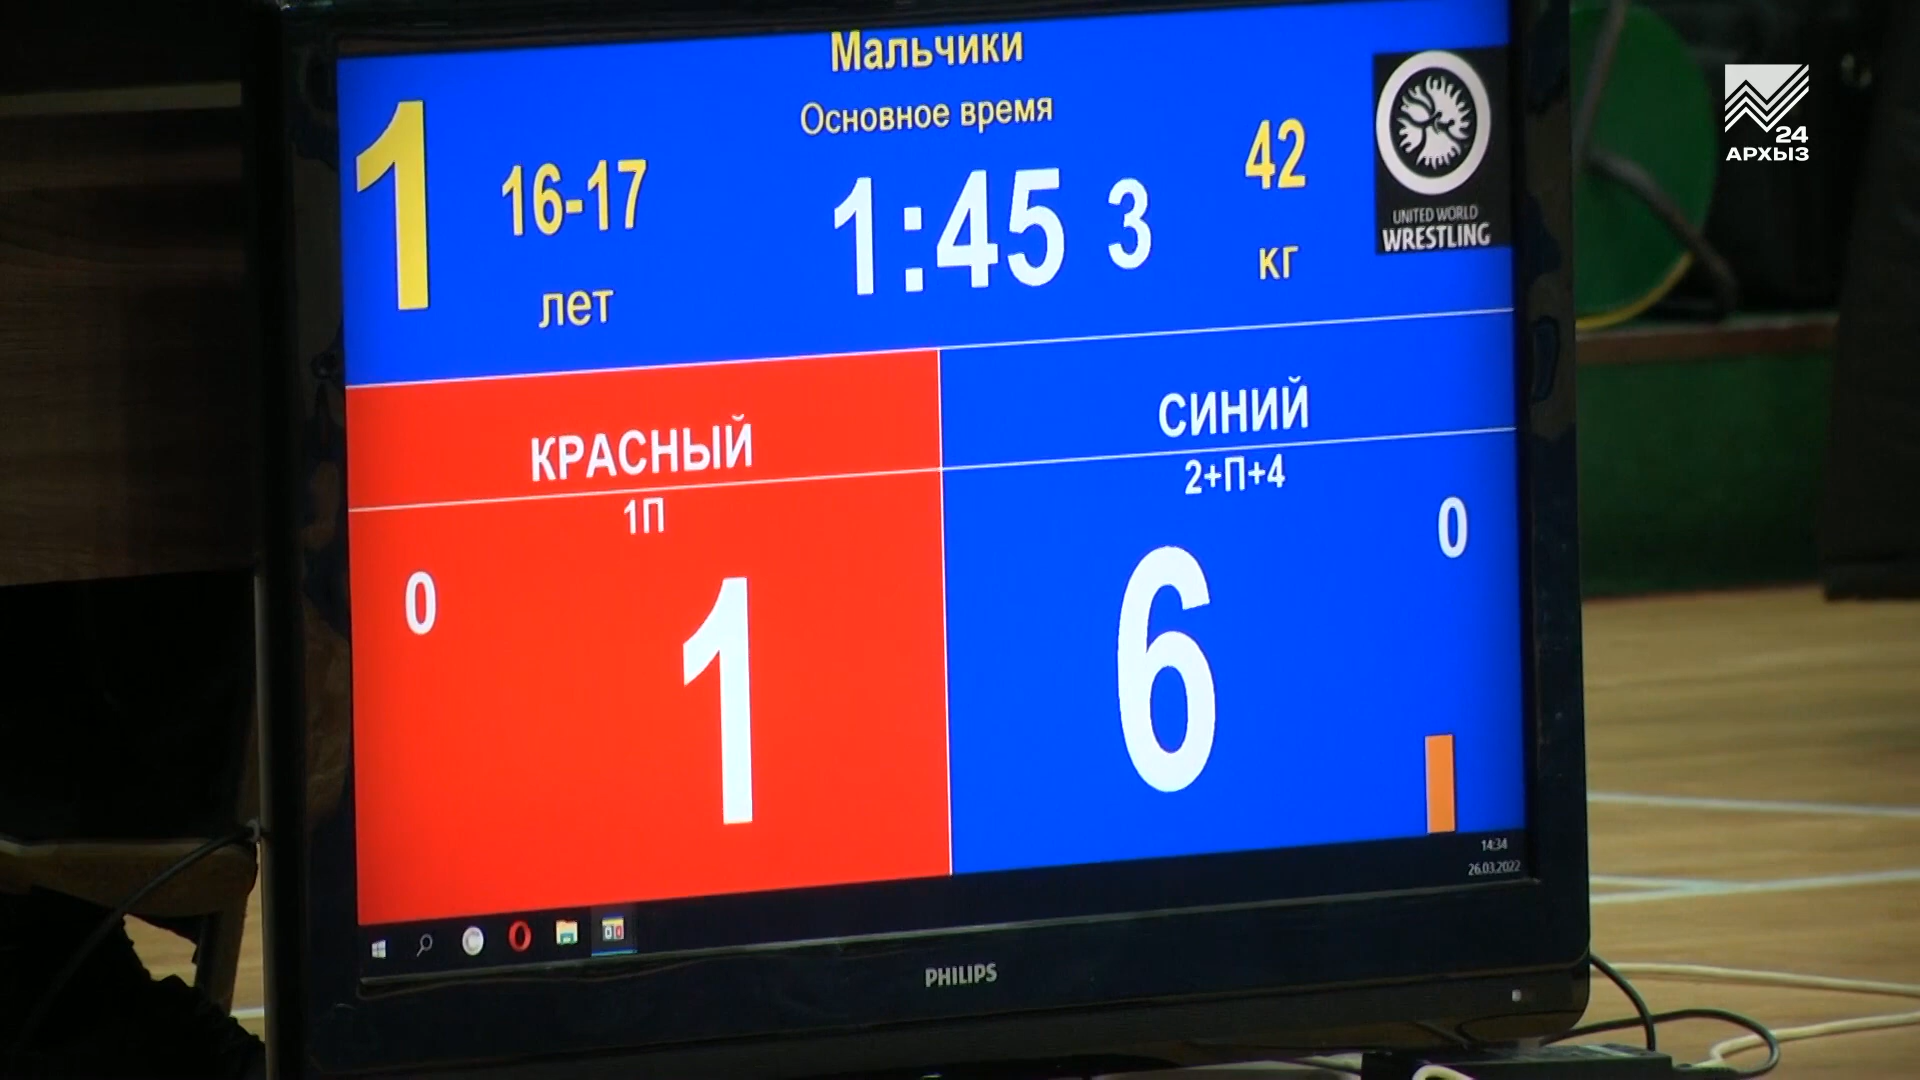 Мальчики
Основное время
1
16-17
лет
1:45 3
42
кг
UNITED WORLD
WRESTLING
24
АРХЫЗ
КРАСНЫЙ
СИНИЙ
1П
2+П+4
0
1
6
0
14:34
26.03.2022
PHILIPS